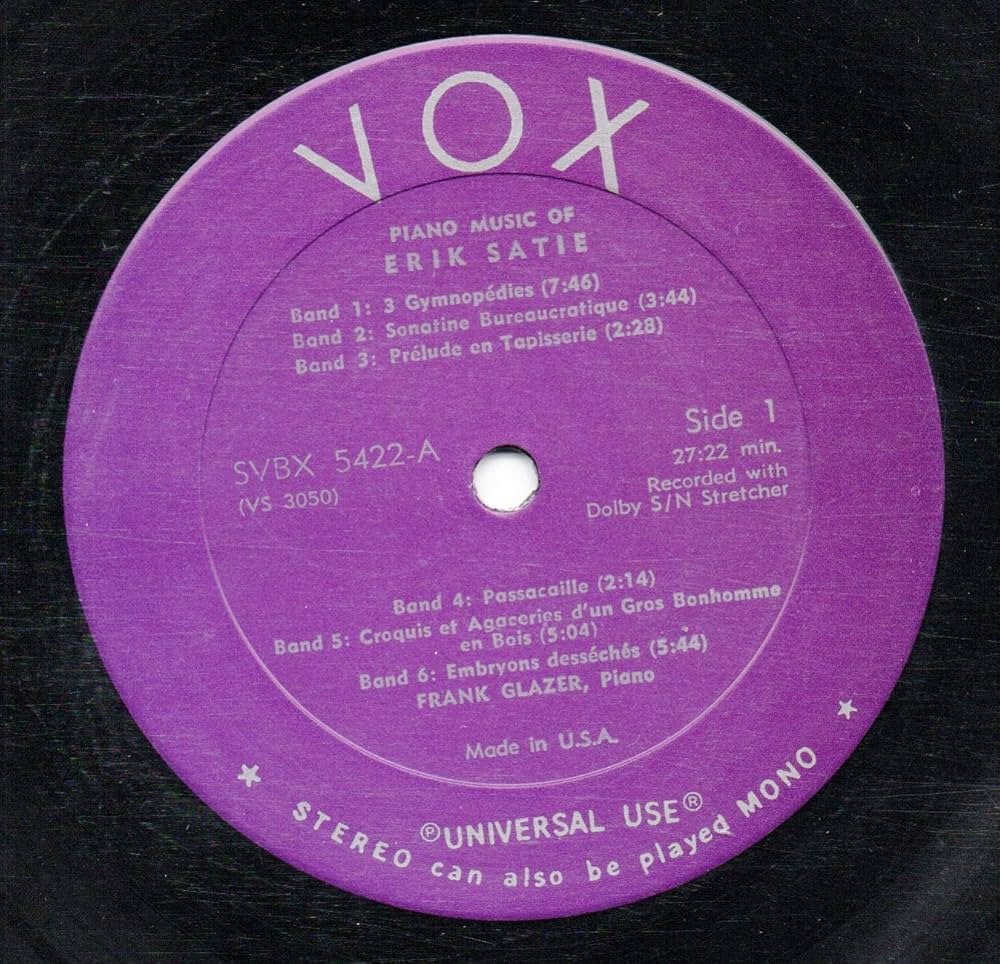 VOX
PIANO MUSIC OF
ERIK SATIE
Band 1: 3 Gymnopédies (7:46)
Band 2: Sonatine Bureaucratique (3:44)
Band 3: Prélude en Tapisserie (2:28)
Side 1
SVBX 5422-A
27:22 min.
(VS 3050)
Recorded with
Dolby S/N Stretcher
Band 4: Passacaille (2:14)
Band 5: Croquis et Agaceries d'un Gros Bonhomme
en Bois (5:04)
Band 6: Embryons desséchés (5:44)
FRANK GLAZER, Piano
Made in U.S.A.
℗UNIVERSAL USE®
★ STEREO can also be played MONO ★